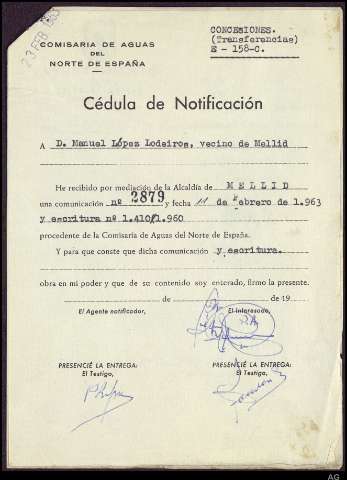 23 FEB
COMISARIA DE AGUAS
DEL
NORTE DE ESPAÑA
CONCESIONES.
(Transferencias)
E - 158-C.
Cédula de Notificación
A D. Manuel López Lodeiros, vecino de Mellid
He recibido por mediación de la Alcaldía de MELLID
una comunicación nº 2879 y fecha 11 de Febrero de 1.963
y escritura nº 1.410/1.960
procedente de la Comisaría de Aguas del Norte de España.
Y para que conste que dicha comunicación y escritura.
obra en mi poder y que de su contenido soy enterado, firmo la presente.
de de 19
El Agente notificador,
El interesado,
PRESENCIÉ LA ENTREGA:
El Testigo,
PRESENCIÉ LA ENTREGA:
El Testigo,
AG